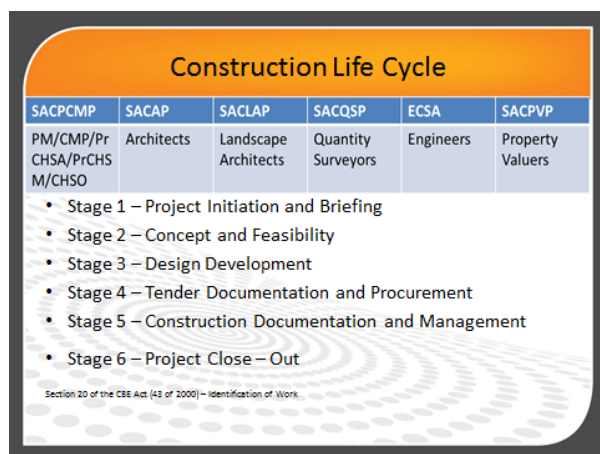 Construction Life Cycle
SACPCMP SACAP SACLAP SACQSP ECSA SACPVP
PM/CMP/Pr Architects Landscape Quantity Engineers Property
CHSA/PrCHS Architects Surveyors Valuers
M/CHSO
• Stage 1 – Project Initiation and Briefing
• Stage 2 – Concept and Feasibility
• Stage 3 – Design Development
• Stage 4 – Tender Documentation and Procurement
• Stage 5 – Construction Documentation and Management
• Stage 6 – Project Close – Out
Section 20 of the CBE Act (43 of 2000) – Identification of Work